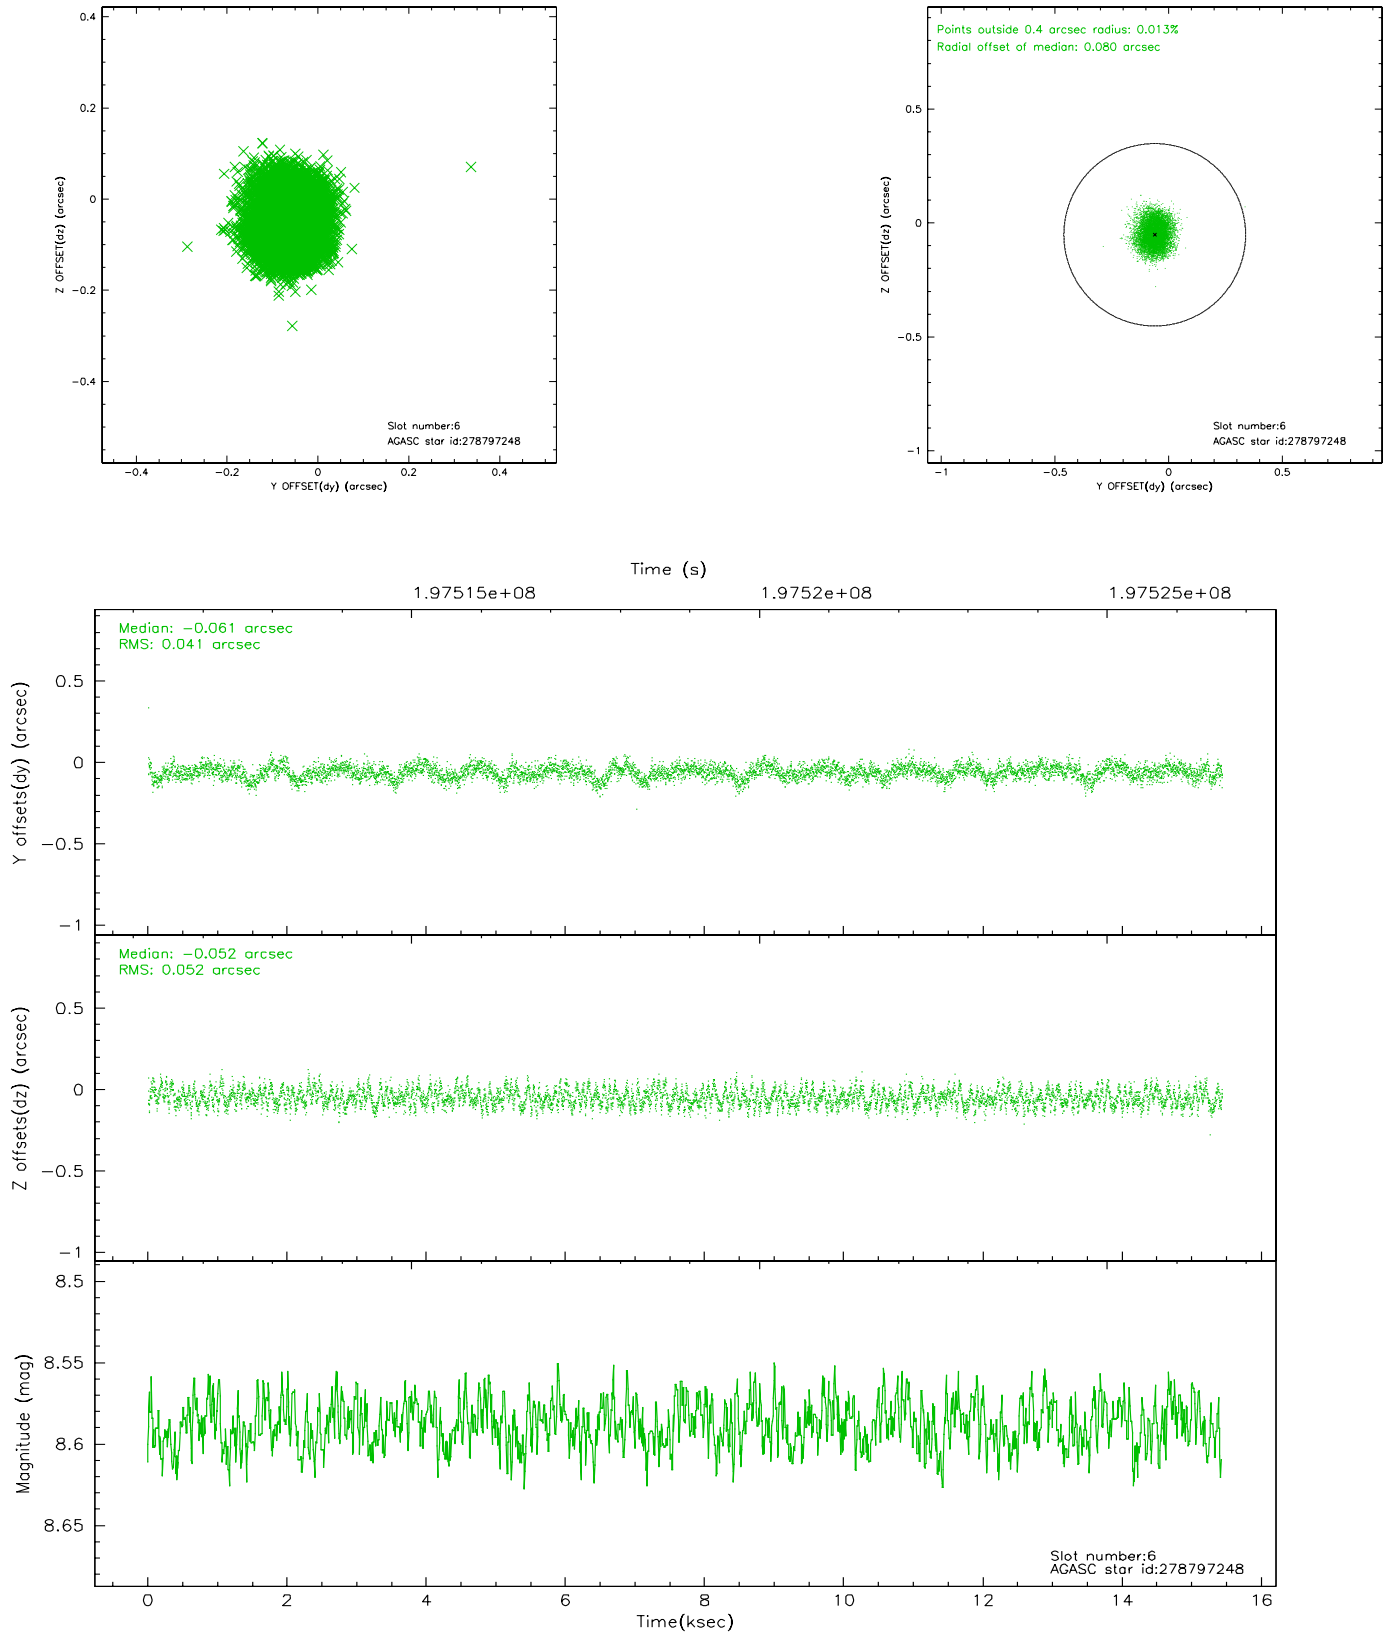 0.4
0.2
0
−0.2
−0.4
Z OFFSET(dz) (arcsec)
Slot number:6
AGASC star id:278797248
−0.4 −0.2 0 0.2 0.4
Y OFFSET(dy) (arcsec)
Points outside 0.4 arcsec radius: 0.013%
Radial offset of median: 0.080 arcsec
0.5
0
−0.5
−1
Z OFFSET(dz) (arcsec)
Slot number:6
AGASC star id:278797248
−1 −0.5 0 0.5
Y OFFSET(dy) (arcsec)
Time (s)
1.97515e+08 1.9752e+08 1.97525e+08
Median: −0.061 arcsec
RMS: 0.041 arcsec
0.5
0
−0.5
−1
Y offsets(dy) (arcsec)
Median: −0.052 arcsec
RMS: 0.052 arcsec
0.5
0
−0.5
−1
Z offsets(dz) (arcsec)
8.5
8.55
8.6
8.65
Magnitude (mag)
Slot number:6
AGASC star id:278797248
0 2 4 6 8 10 12 14 16
Time(ksec)